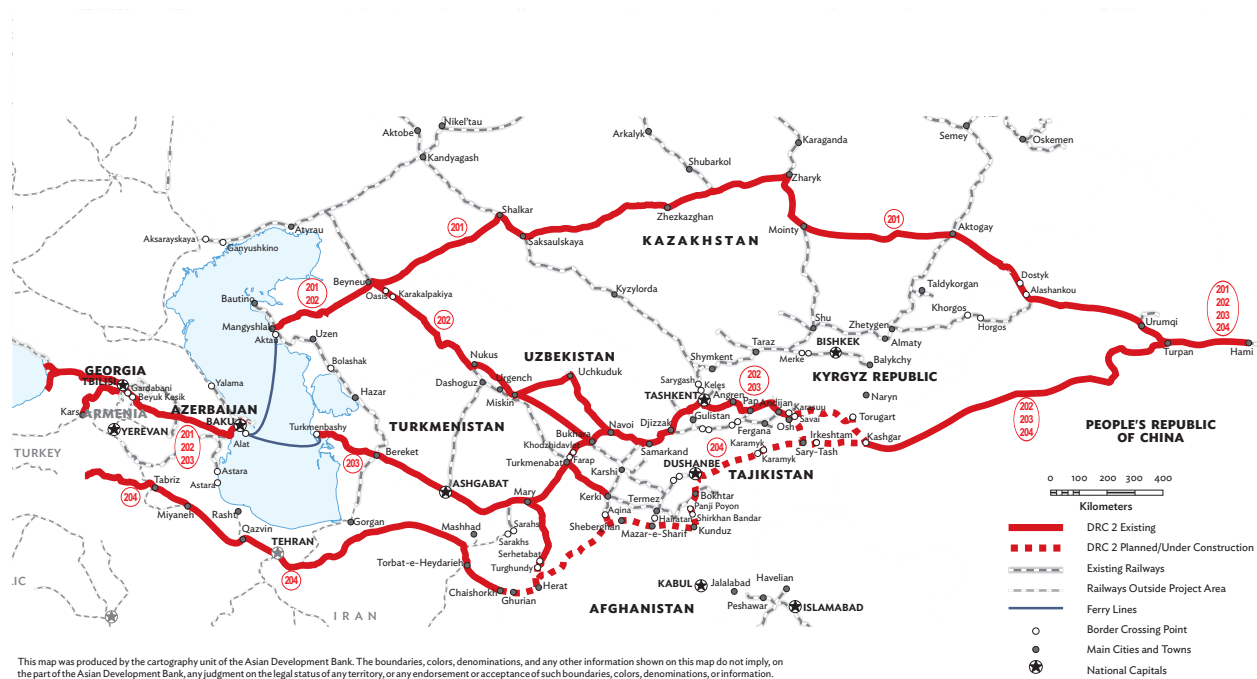 Nikel'tau
Aktobe
Arkalyk
Karaganda
Semey
Oskemen
Kandyagash
Shubarkol
Zharyk
Shalkar
Zhezkazghan
201
201
Aksarayskaya
Atyrau
Ganyushkino
Saksaulskaya
KAZAKHSTAN
Mointy
Aktogay
Beyneu
Dostyk
Alashankou
Oasis
Karakalpakiya
201
202
Bautino
Kyzylorda
Taldykorgan
Khorgos
Horgos
201
202
203
204
Mangyshlak
Aktau
Uzen
202
Shu
Zhetygen
Almaty
Urumqi
Turpan
Hami
Bolashak
Nukus
UZBEKISTAN
Uchkuduk
Shymkent
Taraz
Merke
BISHKEK
Balykchy
KYRGYZ REPUBLIC
GEORGIA
TBILISI
Gardabani
Beyuk Kesik
Yalama
Hazar
Dashoguz
Urgench
Miskin
Sarygash
Keles
TASHKENT
Angren
Pap
Andijan
202
203
Karasuu
Savai
Naryn
Torugart
202
203
204
Kars
ARMENIA
YEREVAN
AZERBAIJAN
BAKU
Alat
Turkmenbashy
TURKMENISTAN
Bukhara
Navoi
Djizzak
Gulistan
Fergana
Osh
Irkeshtam
Kashgar
PEOPLE'S REPUBLIC
OF CHINA
TURKEY
201
202
203
203
Bereket
Khodzhidavlet
Farap
Turkmenabat
Samarkand
204
Karamyk
Karamyk
Sary-Tash
Astara
Astara
ASHGABAT
Karshi
DUSHANBE
TAJIKISTAN
0 100 200 300 400
Kilometers
Tabriz
204
Miyaneh
Rasht
Qazvin
Gorgan
Mary
Kerki
Termez
Bokhtar
Panji Poyon
Shirkhan Bandar
Aqina
Hairatan
Sheberghan
Mazar-e-Sharif
Kunduz
DRC 2 Existing
Mashhad
Sarahs
Sarakhs
Serhetabat
TEHRAN
204
Torbat-e-Heydarieh
Turghundy
DRC 2 Planned/Under Construction
Existing Railways
Chaishorkh
Ghurian
Herat
KABUL
Jalalabad
Havelian
Peshawar
ISLAMABAD
Railways Outside Project Area
Ferry Lines
LIC
IRAN
AFGHANISTAN
Border Crossing Point
Main Cities and Towns
National Capitals
This map was produced by the cartography unit of the Asian Development Bank. The boundaries, colors, denominations, and any other information shown on this map do not imply, on
the part of the Asian Development Bank, any judgment on the legal status of any territory, or any endorsement or acceptance of such boundaries, colors, denominations, or information.